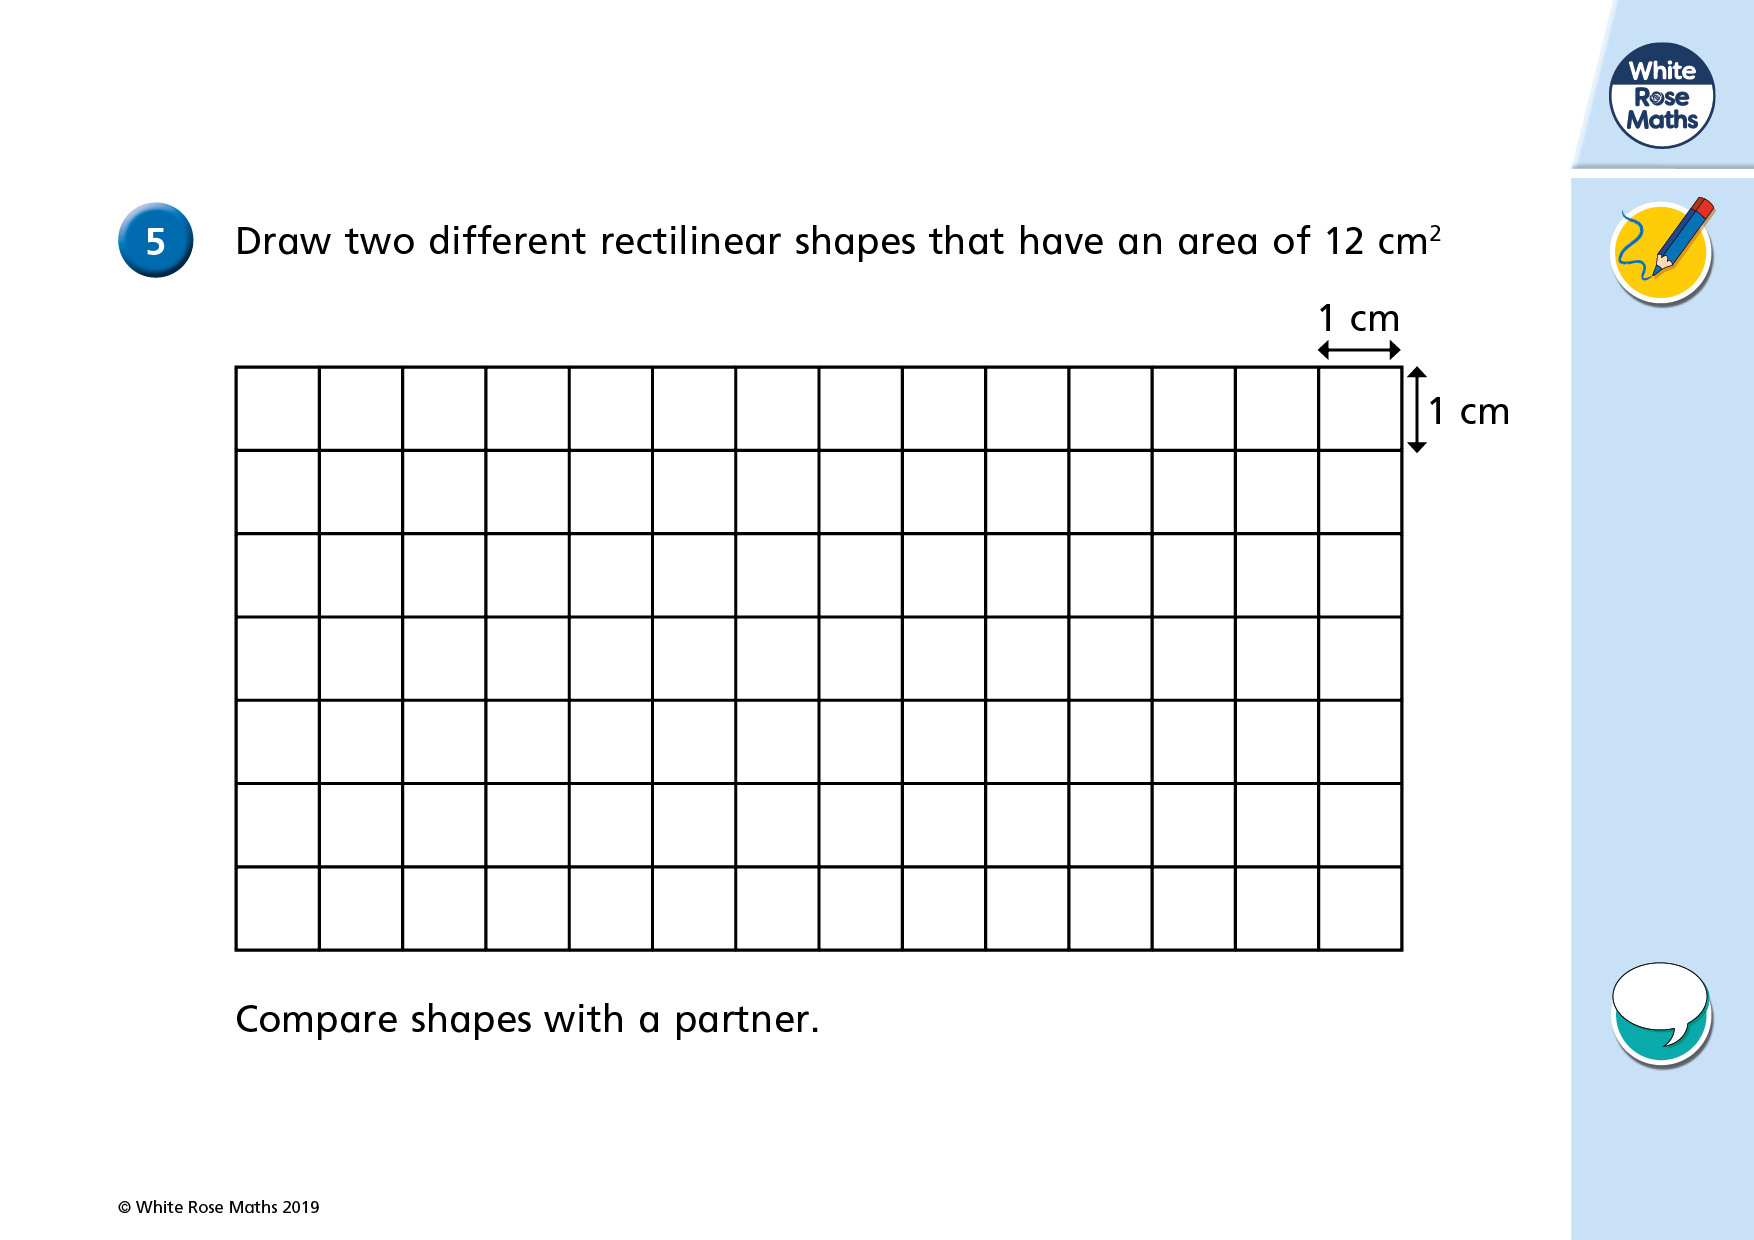 White
Rose
Maths
5 Draw two different rectilinear shapes that have an area of 12 cm²
1 cm
1 cm
Compare shapes with a partner.
© White Rose Maths 2019